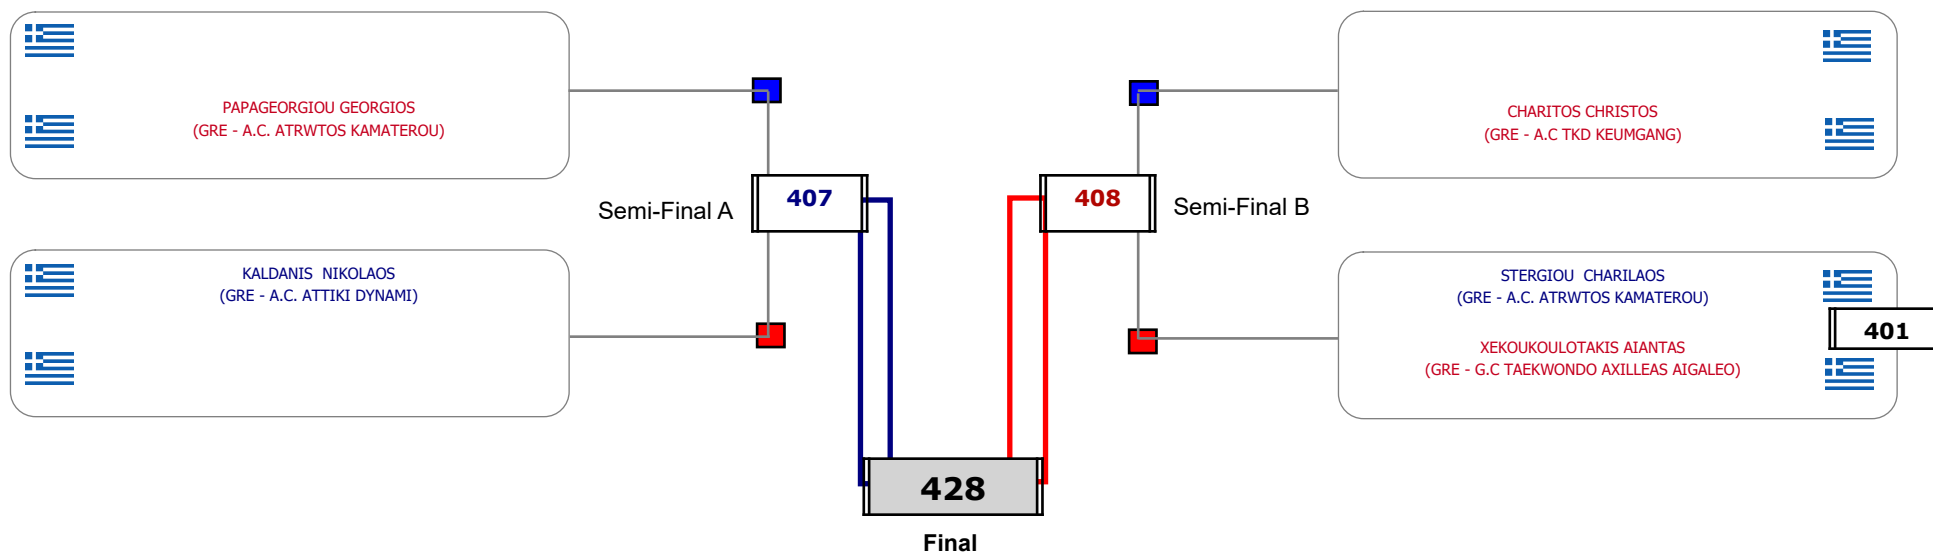 PAPAGEORGIOU GEORGIOS
(GRE - A.C. ATRWTOS KAMATEROU)
CHARITOS CHRISTOS
(GRE - A.C TKD KEUMGANG)
Semi-Final A
407
408
Semi-Final B
KALDANIS NIKOLAOS
(GRE - A.C. ATTIKI DYNAMI)
STERGIOU CHARILAOS
(GRE - A.C. ATRWTOS KAMATEROU)
401
XEKOUKOULOTAKIS AIANTAS
(GRE - G.C TAEKWONDO AXILLEAS AIGALEO)
428
Final